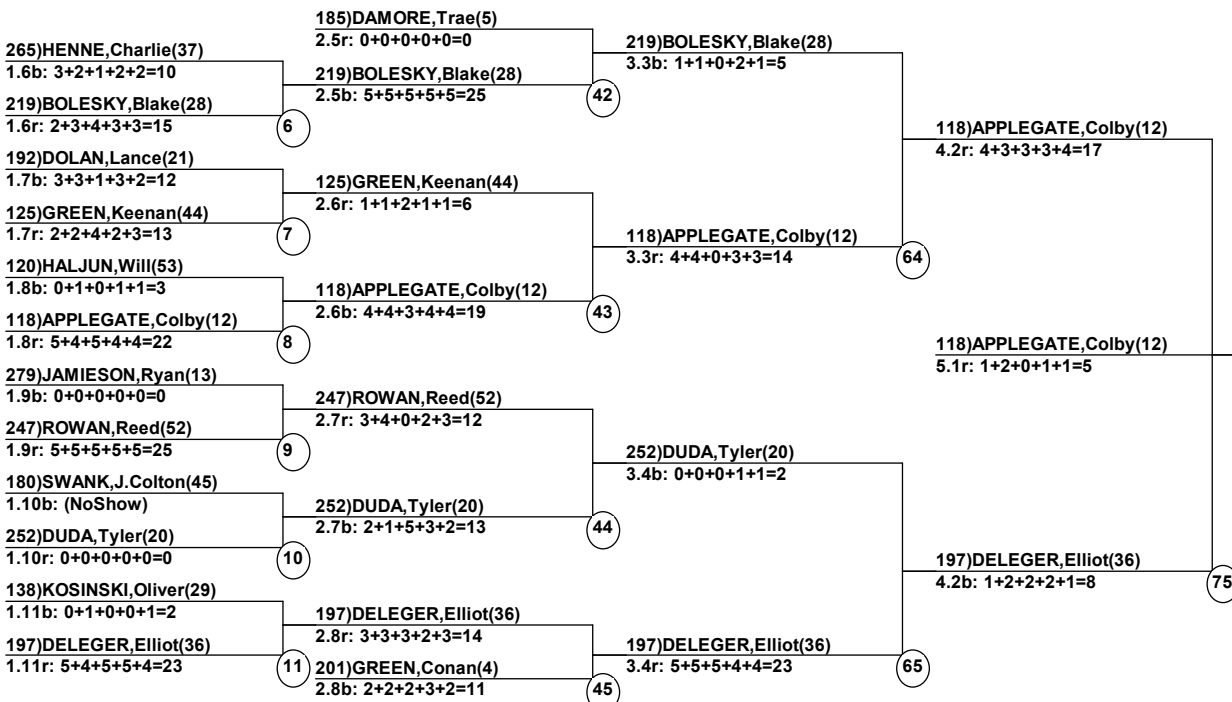 265)HENNE,Charlie(37)
1.6b: 3+2+1+2+2=10
219)BOLESKY,Blake(28)
1.6r: 2+3+4+3+3=15
6
192)DOLAN,Lance(21)
1.7b: 3+3+1+3+2=12
125)GREEN,Keenan(44)
1.7r: 2+2+4+2+3=13
7
120)HALJUN,Will(53)
1.8b: 0+1+0+1+1=3
118)APPLEGATE,Colby(12)
1.8r: 5+4+5+4+4=22
8
279)JAMIESON,Ryan(13)
1.9b: 0+0+0+0+0=0
247)ROWAN,Reed(52)
1.9r: 5+5+5+5+5=25
9
180)SWANK,J.Colton(45)
1.10b: (NoShow)
252)DUDA,Tyler(20)
1.10r: 0+0+0+0+0=0
10
138)KOSINSKI,Oliver(29)
1.11b: 0+1+0+0+1=2
197)DELEGER,Elliot(36)
1.11r: 5+4+5+5+4=23
11
185)DAMORE,Trae(5)
2.5r: 0+0+0+0+0=0
219)BOLESKY,Blake(28)
2.5b: 5+5+5+5+5=25
42
125)GREEN,Keenan(44)
2.6r: 1+1+2+1+1=6
118)APPLEGATE,Colby(12)
2.6b: 4+4+3+4+4=19
43
247)ROWAN,Reed(52)
2.7r: 3+4+0+2+3=12
252)DUDA,Tyler(20)
2.7b: 2+1+5+3+2=13
44
197)DELEGER,Elliot(36)
2.8r: 3+3+3+2+3=14
201)GREEN,Conan(4)
2.8b: 2+2+2+3+2=11
45
219)BOLESKY,Blake(28)
3.3b: 1+1+0+2+1=5
118)APPLEGATE,Colby(12)
3.3r: 4+4+0+3+3=14
64
252)DUDA,Tyler(20)
3.4b: 0+0+0+1+1=2
197)DELEGER,Elliot(36)
3.4r: 5+5+5+4+4=23
65
118)APPLEGATE,Colby(12)
4.2r: 4+3+3+3+4=17
118)APPLEGATE,Colby(12)
5.1r: 1+2+0+1+1=5
197)DELEGER,Elliot(36)
4.2b: 1+2+2+2+1=8
75